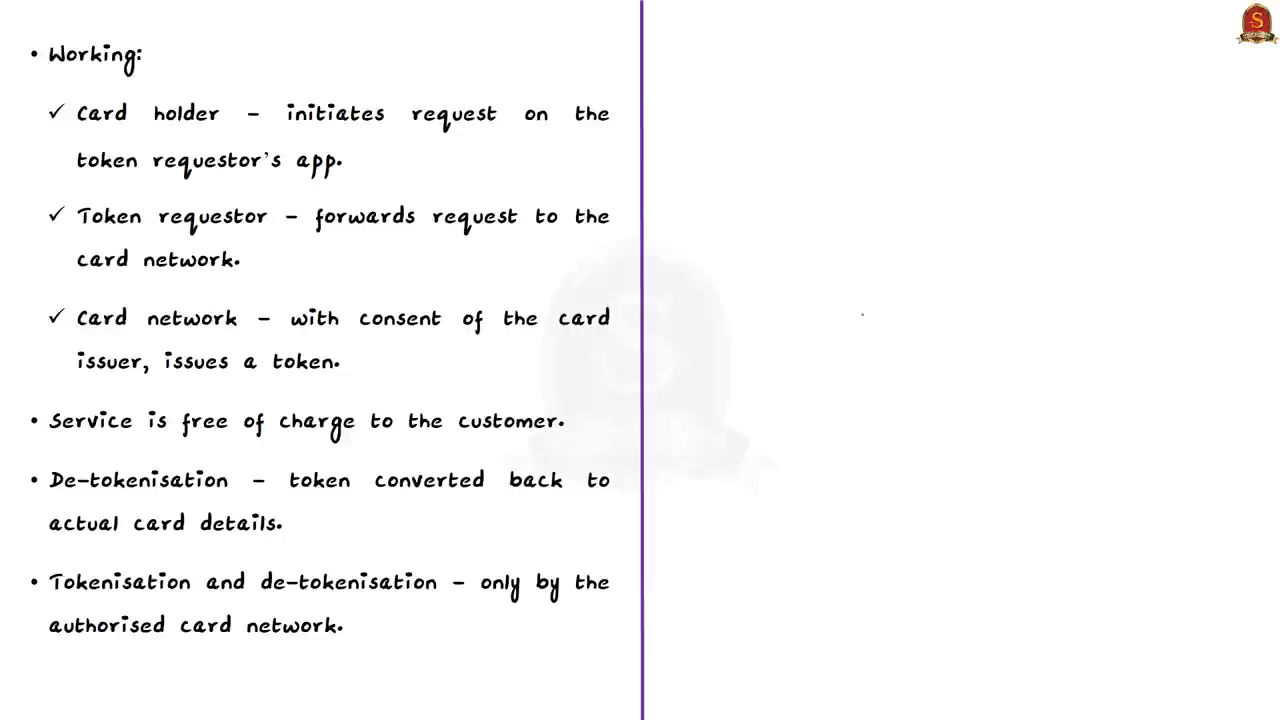 • Working:
✓ Card holder - initiates request on the
token requestor's app.
✓ Token requestor - forwards request to the
card network.
✓ Card network - with consent of the card
issuer, issues a token.
• Service is free of charge to the customer.
• De-tokenisation - token converted back to
actual card details.
• Tokenisation and de-tokenisation - only by the
authorised card network.
S